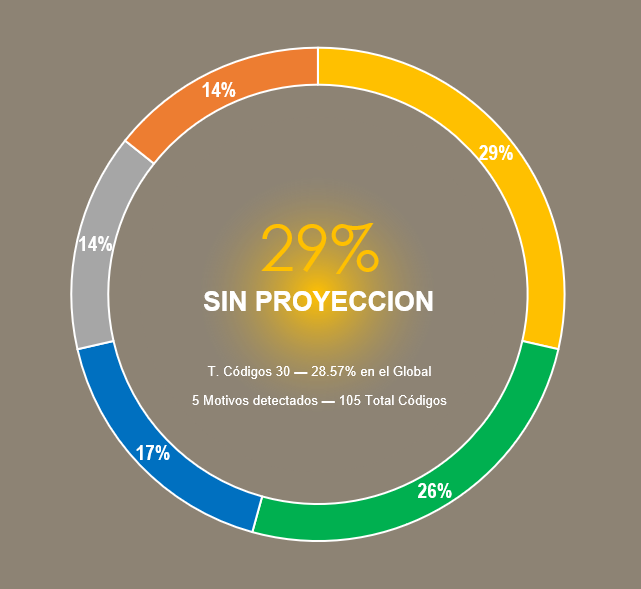 14%
29%
14%
29%
SIN PROYECCION
T. Códigos 30 — 28.57% en el Global
5 Motivos detectados — 105 Total Códigos
17%
26%